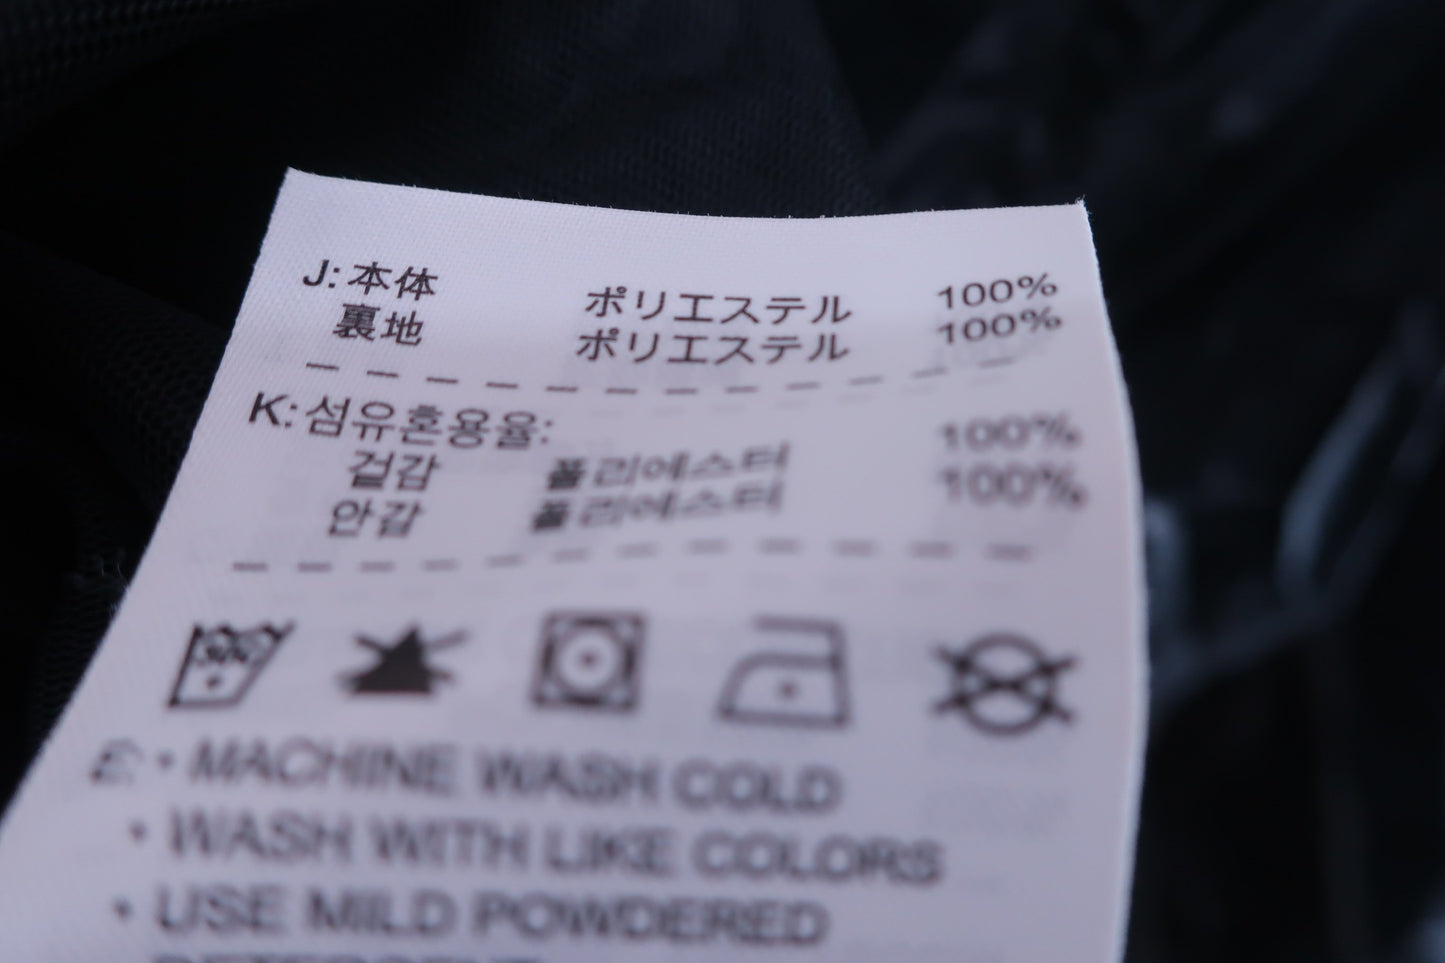 J: 本体 ポリエステル 100%
裏地 ポリエステル 100%
K: 섬유혼용율:
겉감 폴리에스터 100%
안감 폴리에스터 100%
E: • MACHINE WASH COLD
• WASH WITH LIKE COLORS
• USE MILD POWDERED
DETERGENT